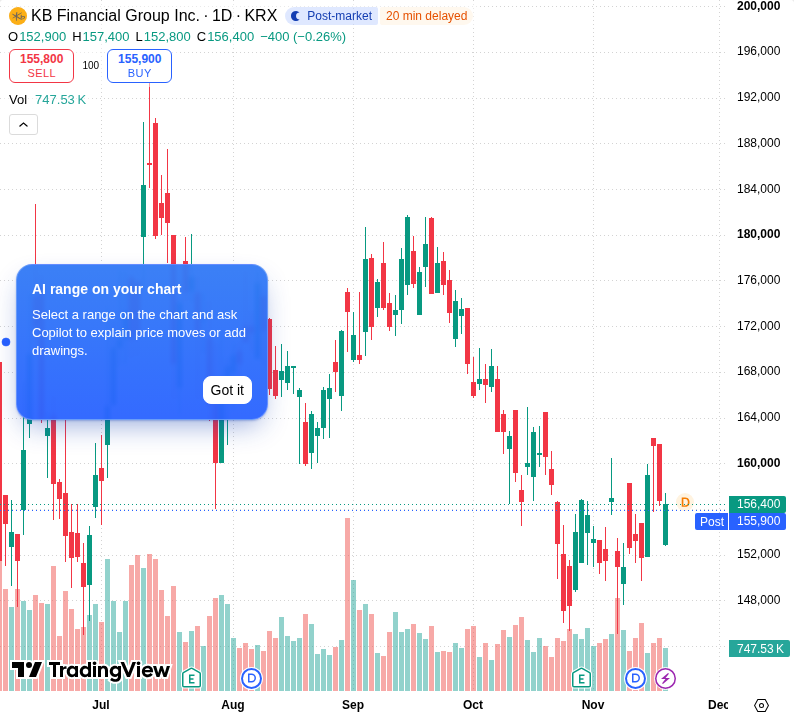 KB Financial Group Inc. · 1D · KRX Post-market 20 min delayed
O152,900 H157,400 L152,800 C156,400 −400 (−0.26%)
155,800 SELL 100 155,900 BUY
Vol 747.53 K
200,000
196,000
192,000
188,000
184,000
180,000
176,000
172,000
168,000
164,000
160,000
156,400
Post 155,900
152,000
148,000
747.53 K
AI range on your chart
Select a range on the chart and ask
Copilot to explain price moves or add
drawings.
Got it
D
TradingView
E D E D
Jul Aug Sep Oct Nov Dec